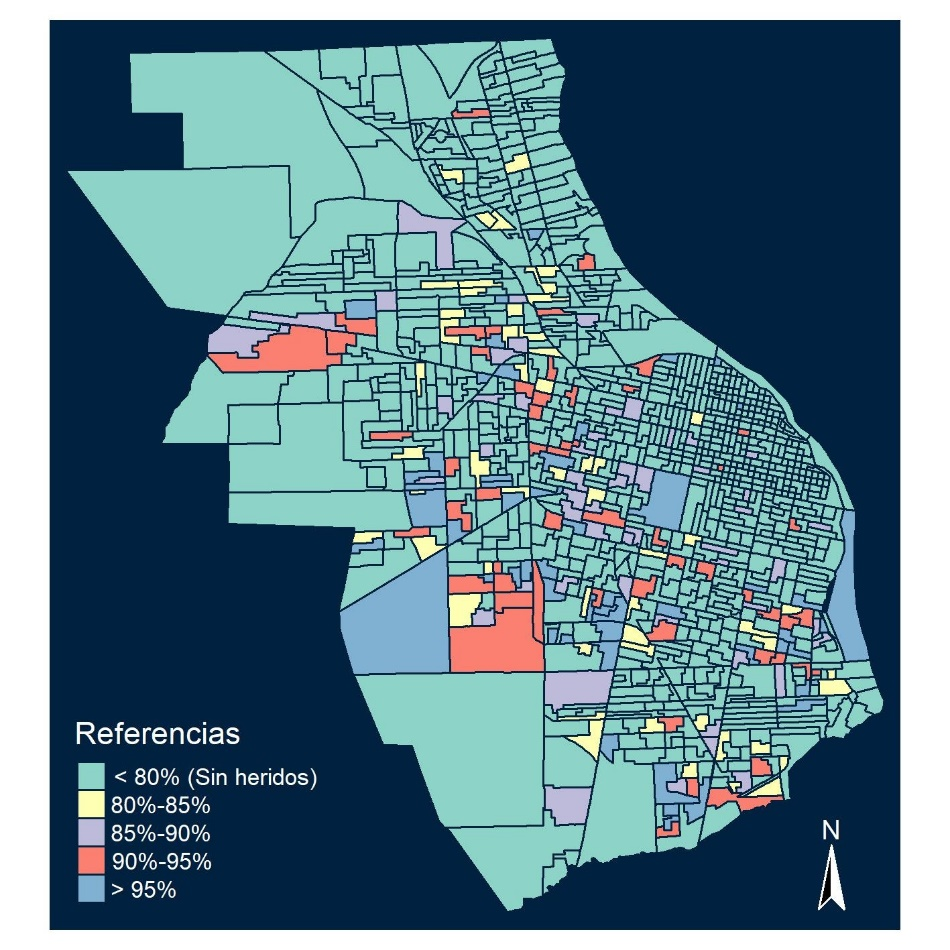 Referencias
< 80% (Sin heridos)
80%-85%
85%-90%
90%-95%
> 95%
N